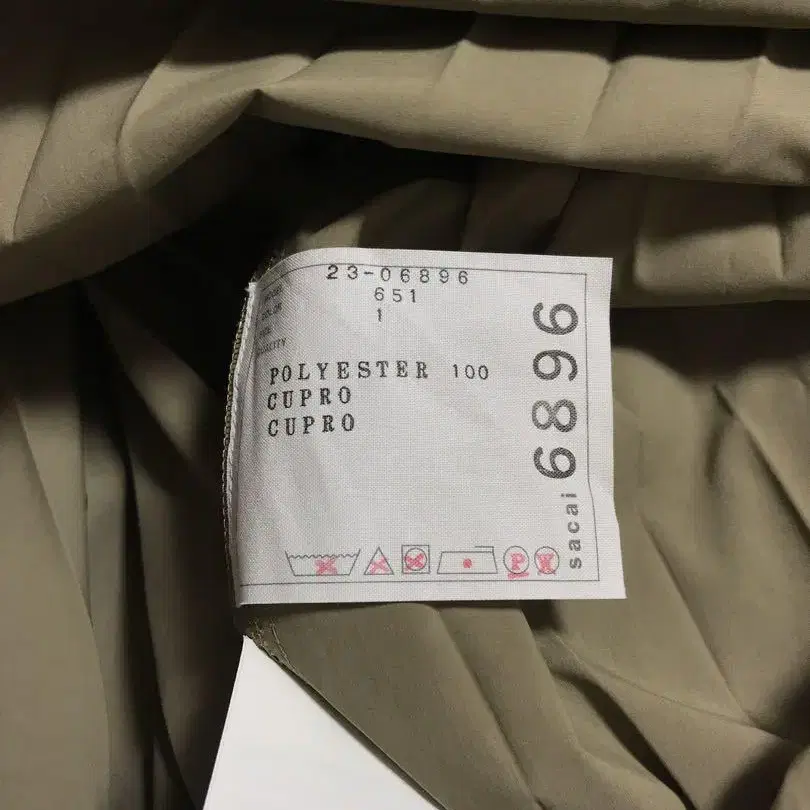 23-06896
651
1
POLYESTER 100
CUPRO
CUPRO
P
sacai 6896